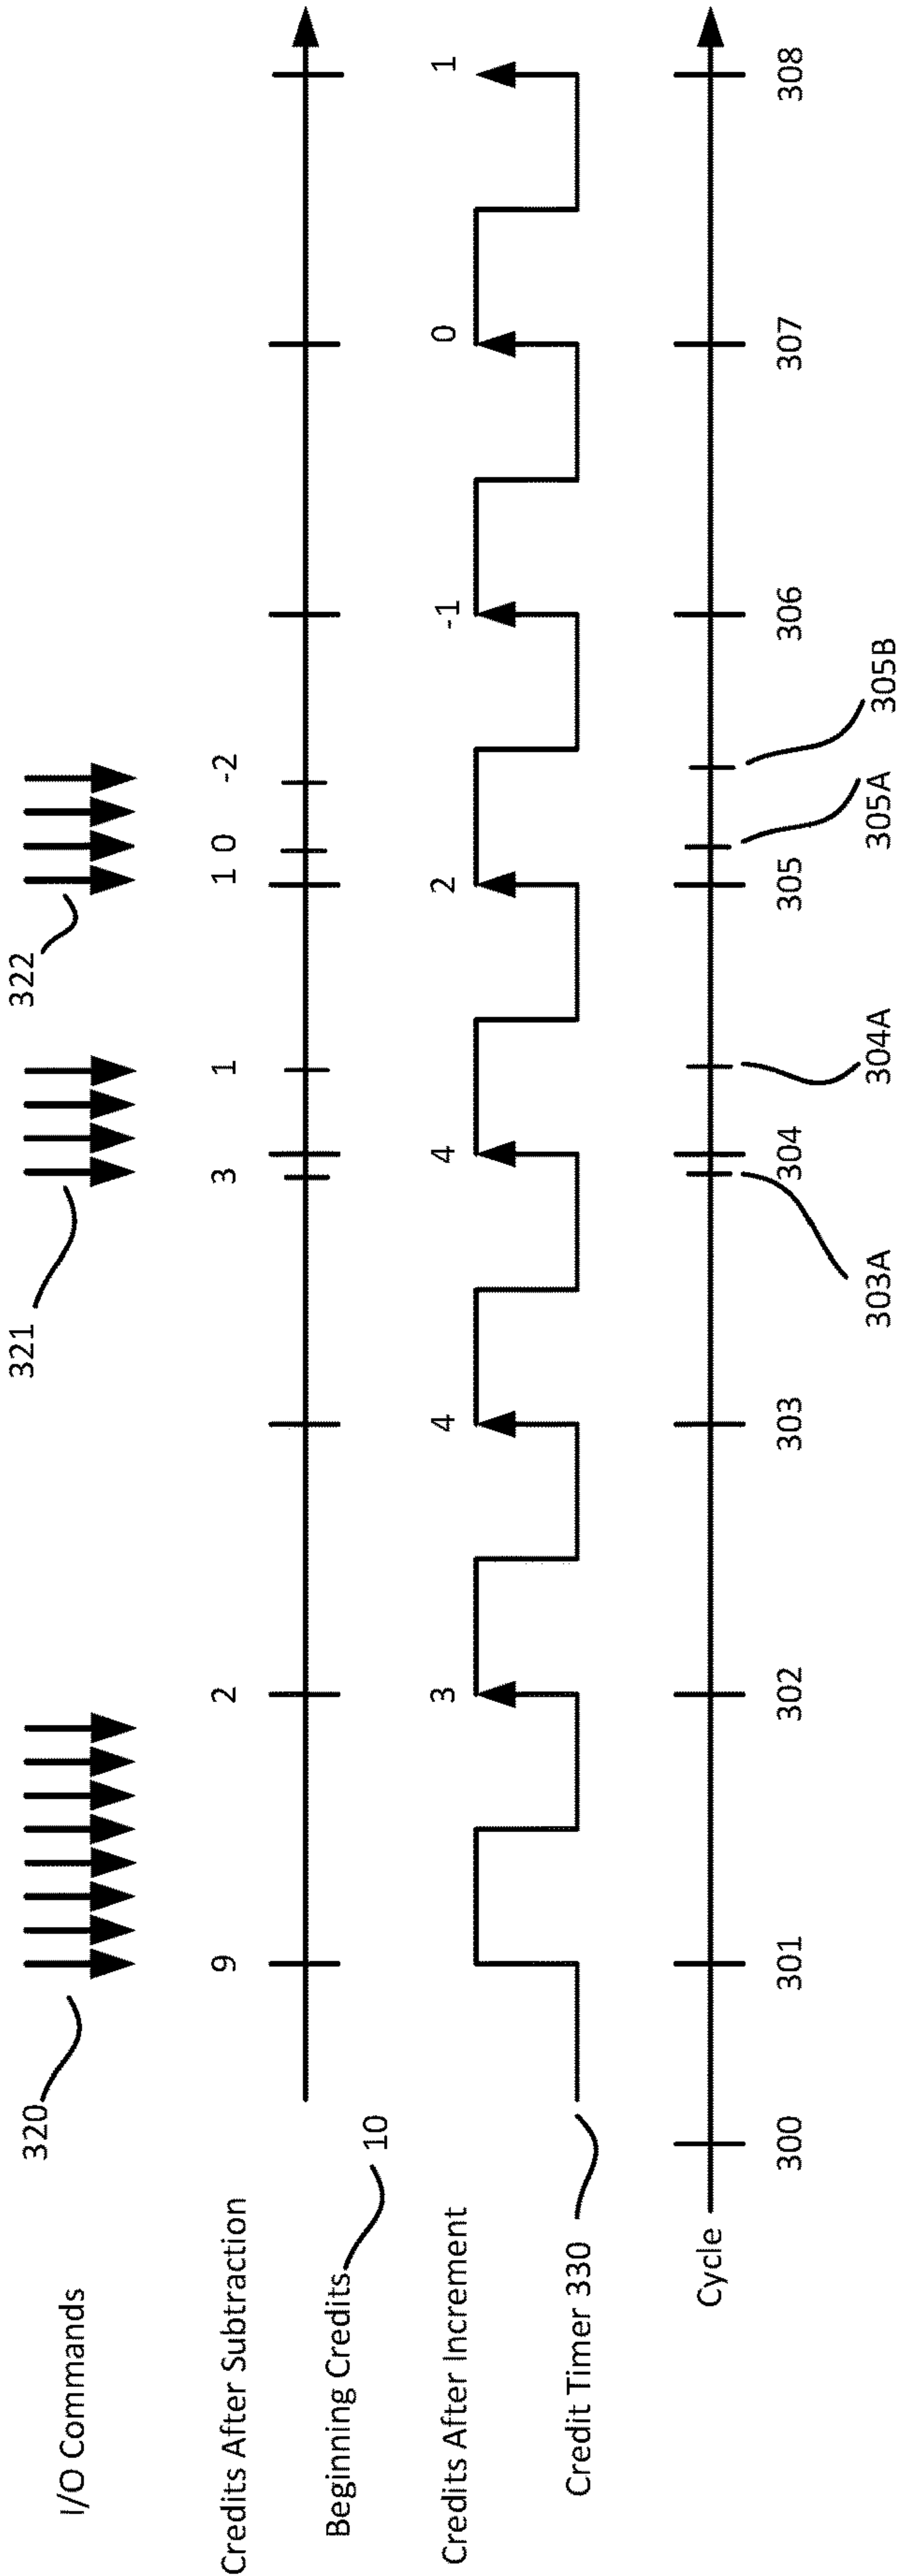 I/O Commands
320
321
322
Credits After Subtraction
9 2 3 1 1 0 -2
Beginning Credits
10
Credits After Increment
3 4 4 2 -1 0 1
Credit Timer 330
Cycle
300 301 302 303 304 305 306 307 308
303A 304A 305A 305B